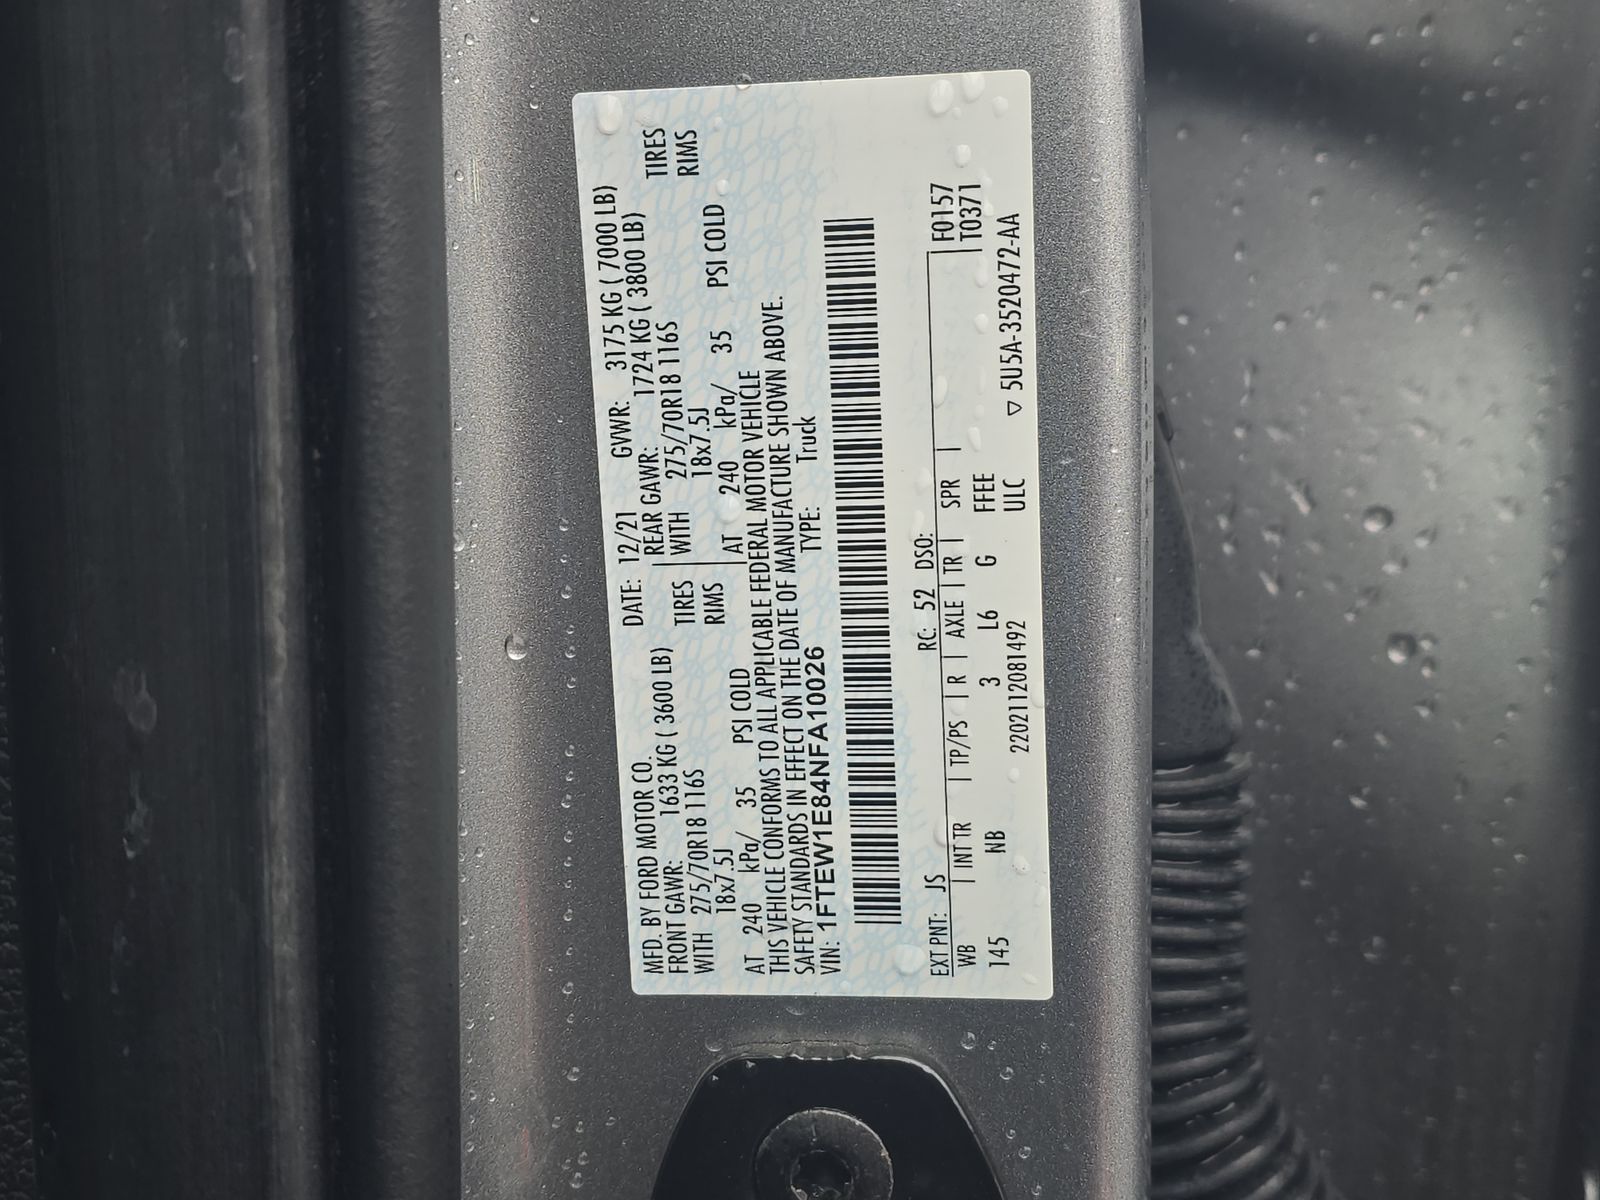 MFD. BY FORD MOTOR CO. DATE: 12/21 GVWR: 3175 KG ( 7000 LB)
FRONT GAWR: 1633 KG ( 3600 LB) REAR GAWR: 1724 KG ( 3800 LB)
WITH 275/70R18 116S TIRES WITH 275/70R18 116S TIRES
18x7.5J RIMS 18x7.5J RIMS
AT 240 kPa/ 35 PSI COLD AT 240 kPa/ 35 PSI COLD
THIS VEHICLE CONFORMS TO ALL APPLICABLE FEDERAL MOTOR VEHICLE
SAFETY STANDARDS IN EFFECT ON THE DATE OF MANUFACTURE SHOWN ABOVE.
VIN: 1FTEW1E84NFA10026 TYPE: Truck
EXT PNT: JS RC: 52 DSO: F0157
WB INT TR TP/PS R AXLE TR SPR T0371
145 NB 3 L6 G FFEE
2202112081492 ULC ▽ 5U5A-3520472-AA